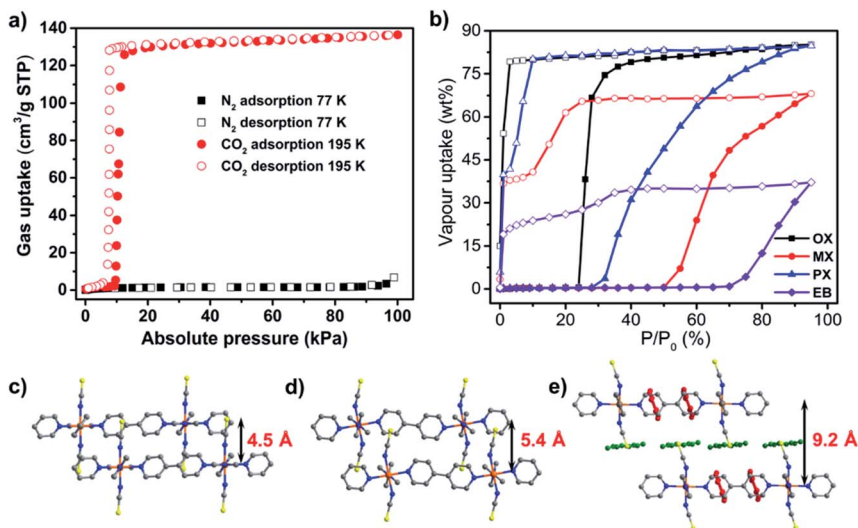 a)
Gas uptake (cm³/g STP)
140
120
100
80
60
40
20
0
N₂ adsorption 77 K
N₂ desorption 77 K
CO₂ adsorption 195 K
CO₂ desorption 195 K
0 20 40 60 80 100
Absolute pressure (kPa)
b)
Vapour uptake (wt%)
90
75
60
45
30
15
0
OX
MX
PX
EB
0 20 40 60 80 100
P/P₀ (%)
c)
4.5 Å
d)
5.4 Å
e)
9.2 Å